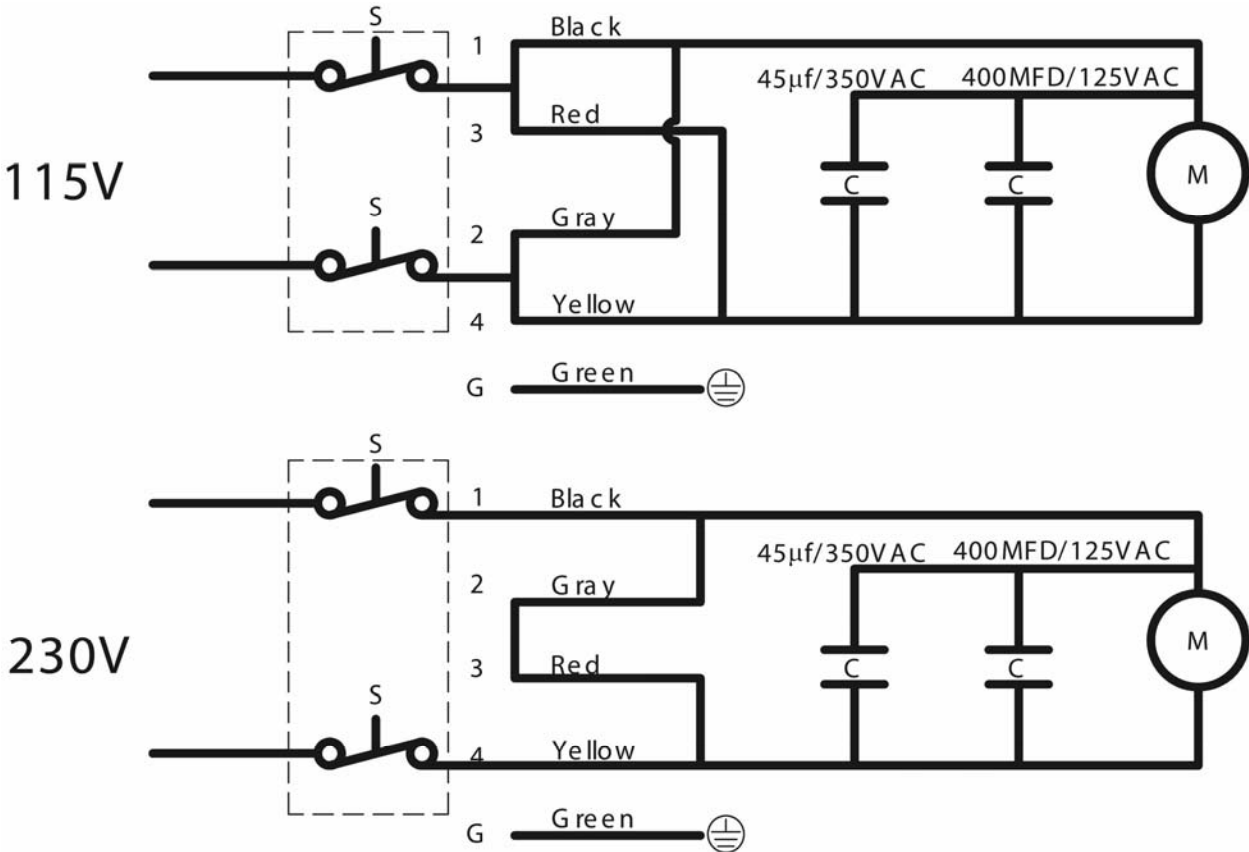 S
1
Black
45µf/350VAC
400MFD/125VAC
3
Red
115V
C
C
M
S
2
Gray
4
Yellow
G
Green
S
1
Black
45µf/350VAC
400MFD/125VAC
2
Gray
230V
3
Red
C
C
M
S
4
Yellow
G
Green